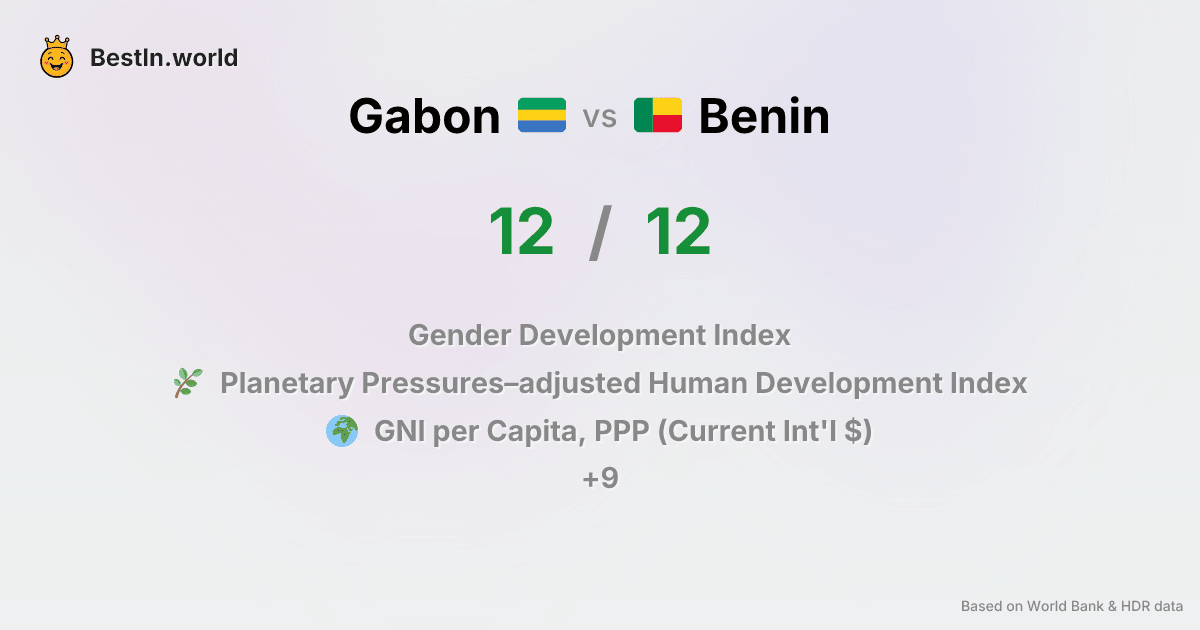 BestIn.world
Gabon vs Benin
12 / 12
Gender Development Index
Planetary Pressures–adjusted Human Development Index
GNI per Capita, PPP (Current Int'l $)
+9
Based on World Bank & HDR data